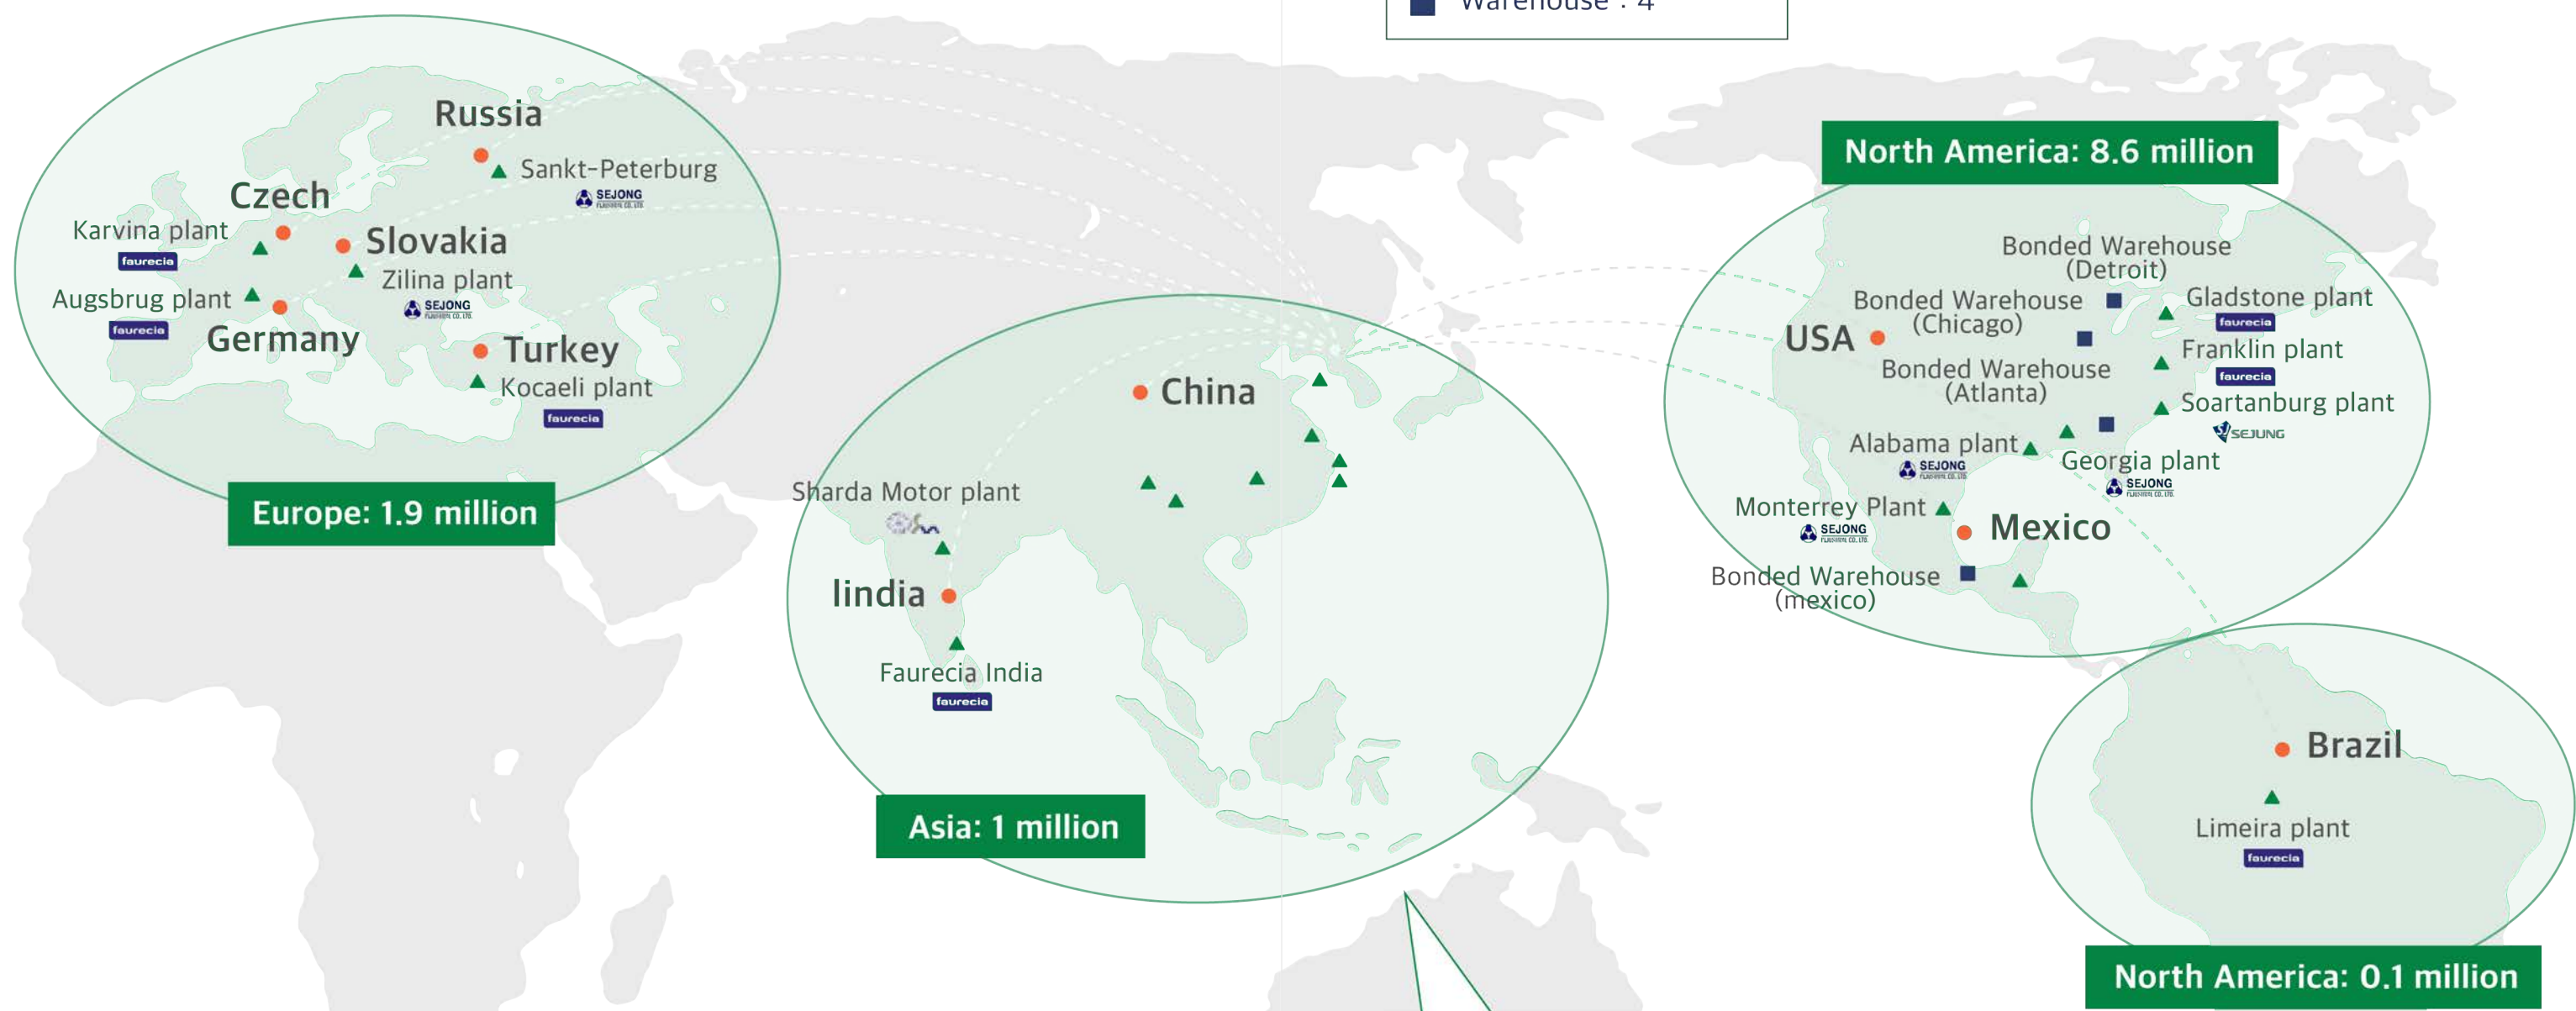 Warehouse : 4
Russia
Sankt-Peterburg
SEJONG
Czech
Karvina plant
faurecia
Slovakia
Zilina plant
SEJONG
Augsbrug plant
faurecia
Germany
Turkey
Kocaeli plant
faurecia
Europe: 1.9 million
China
Sharda Motor plant
Iindia
Faurecia India
faurecia
Asia: 1 million
North America: 8.6 million
Bonded Warehouse
(Detroit)
Bonded Warehouse
(Chicago)
Gladstone plant
faurecia
USA
Franklin plant
faurecia
Bonded Warehouse
(Atlanta)
Soartanburg plant
SEJUNG
Alabama plant
SEJONG
Georgia plant
SEJONG
Monterrey Plant
SEJONG
Mexico
Bonded Warehouse
(mexico)
Brazil
Limeira plant
faurecia
North America: 0.1 million